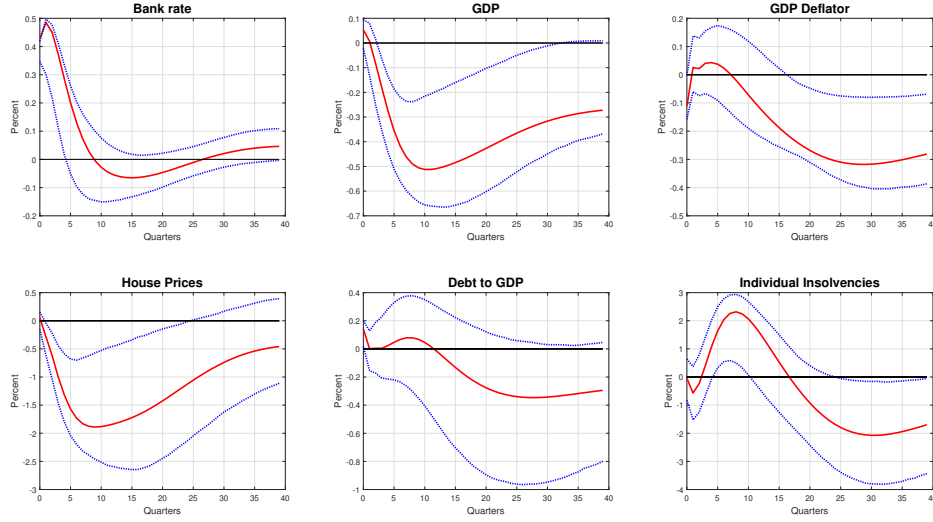 Bank rate
Percent
0.5
0.4
0.3
0.2
0.1
0
-0.1
-0.2
0 5 10 15 20 25 30 35 40
Quarters
GDP
Percent
0.1
0
-0.1
-0.2
-0.3
-0.4
-0.5
-0.6
-0.7
0 5 10 15 20 25 30 35 40
Quarters
GDP Deflator
Percent
0.2
0.1
0
-0.1
-0.2
-0.3
-0.4
-0.5
0 5 10 15 20 25 30 35 40
Quarters
House Prices
Percent
0.5
0
-0.5
-1
-1.5
-2
-2.5
-3
0 5 10 15 20 25 30 35 40
Quarters
Debt to GDP
Percent
0.4
0.2
0
-0.2
-0.4
-0.6
-0.8
-1
0 5 10 15 20 25 30 35 40
Quarters
Individual Insolvencies
Percent
3
2
1
0
-1
-2
-3
-4
0 5 10 15 20 25 30 35 40
Quarters